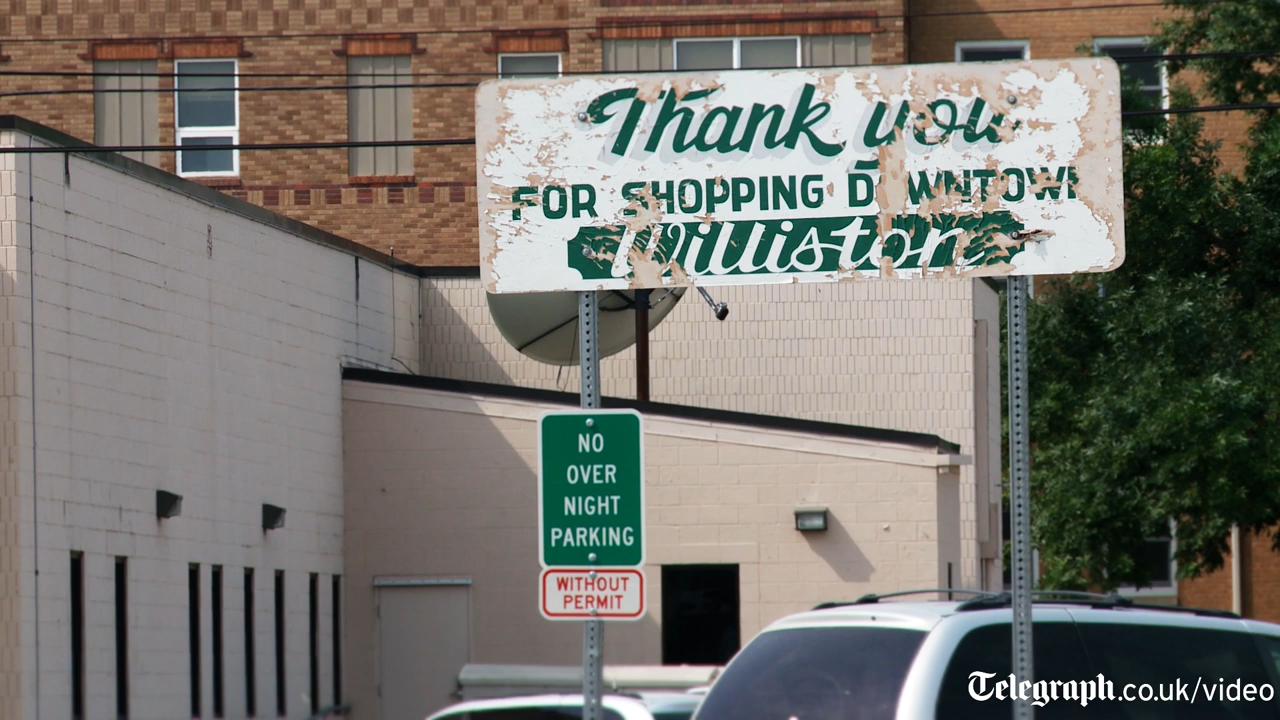 Thank you
FOR SHOPPING DOWNTOWN
Williston
NO
OVER
NIGHT
PARKING
WITHOUT
PERMIT
Telegraph.co.uk/video